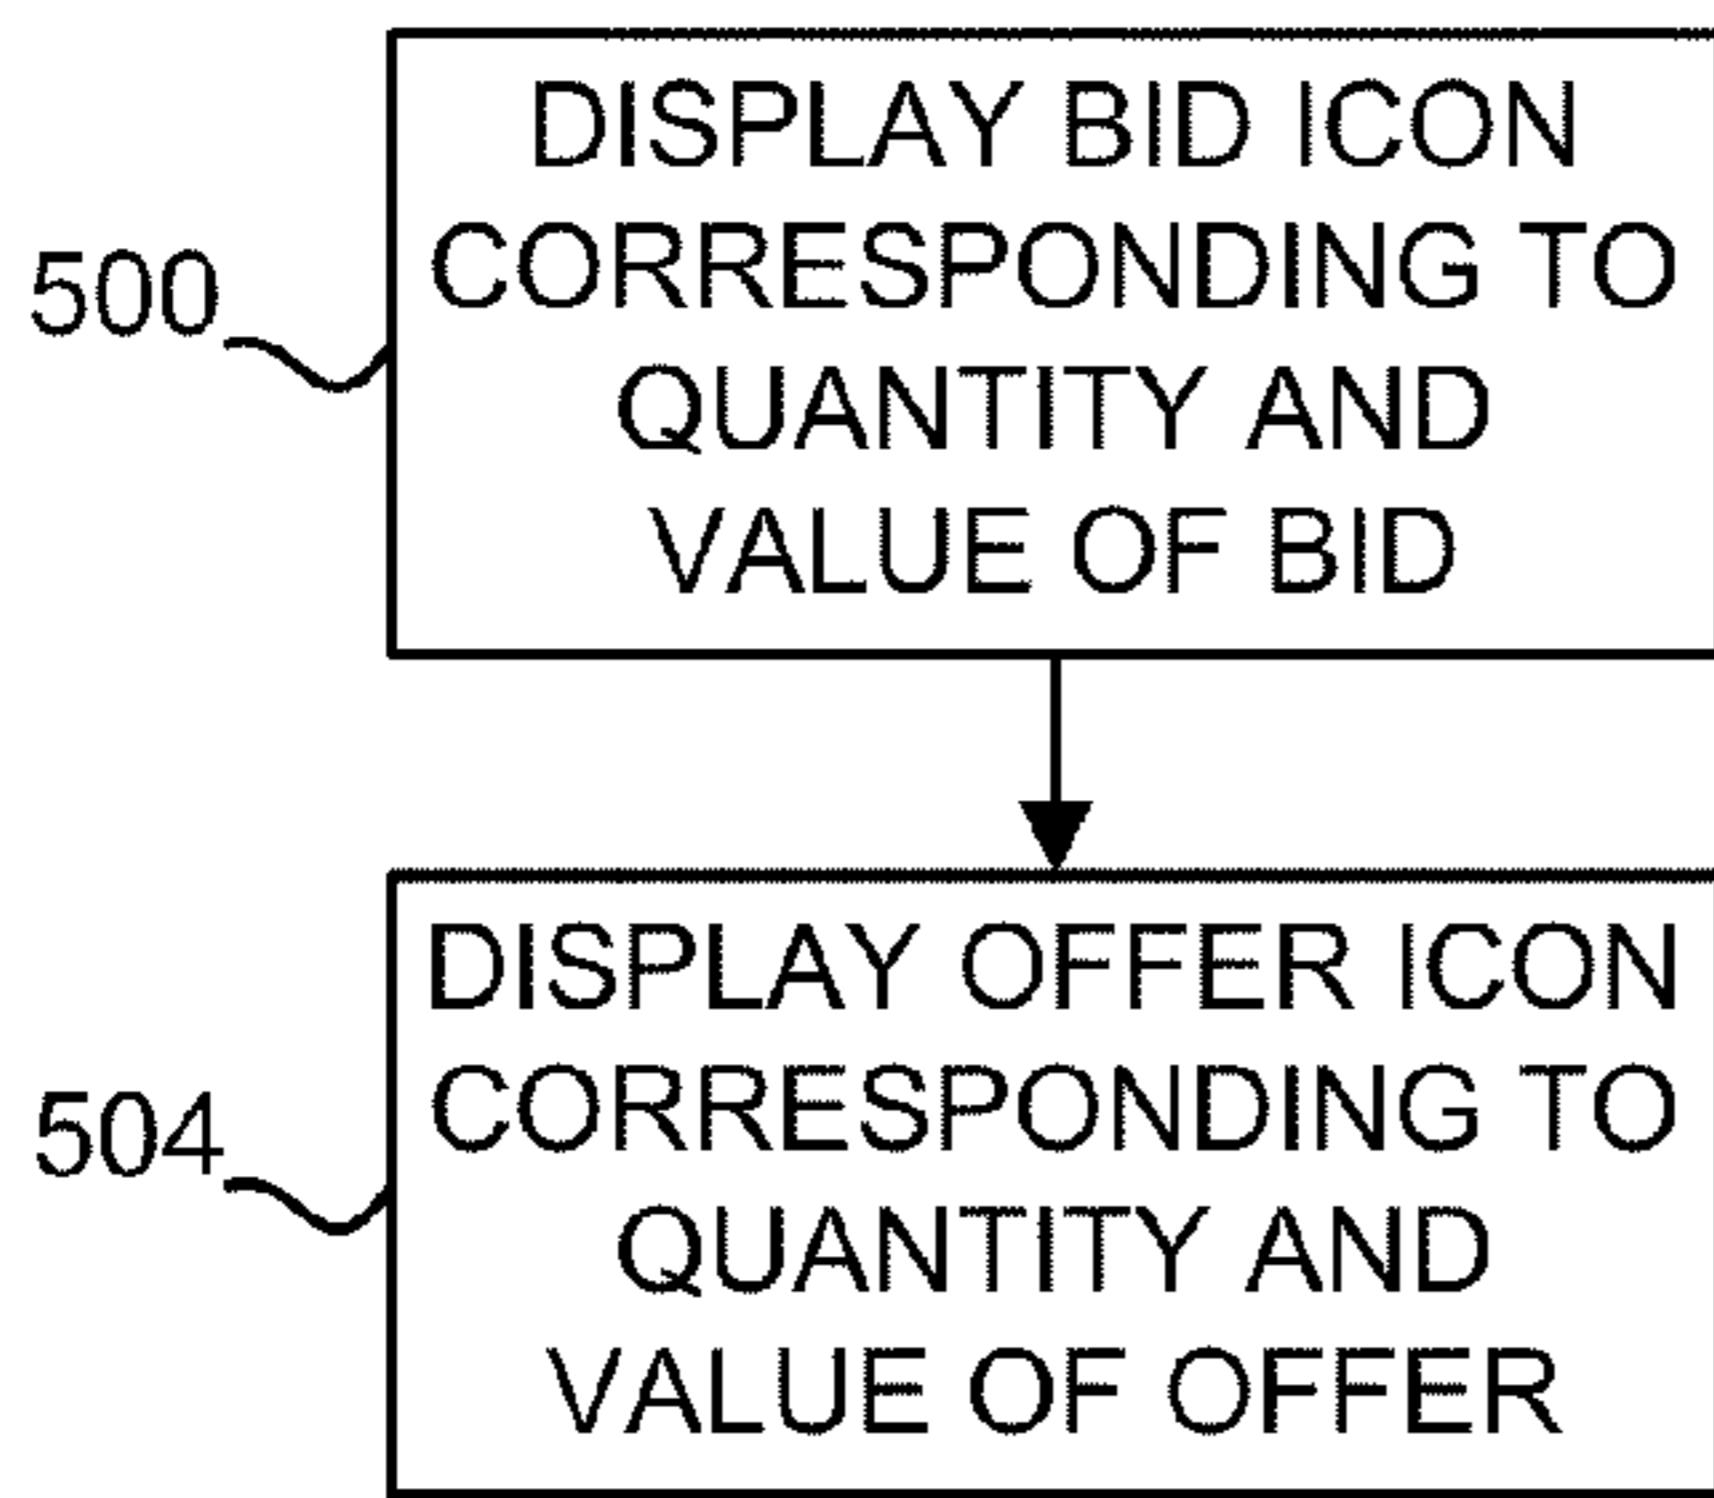 DISPLAY BID ICON
CORRESPONDING TO
QUANTITY AND
VALUE OF BID
500
DISPLAY OFFER ICON
CORRESPONDING TO
QUANTITY AND
VALUE OF OFFER
504